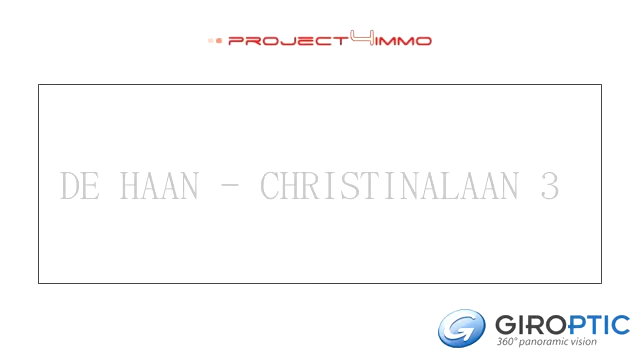 PROJECT4IMMO
DE HAAN - CHRISTINALAAN 3
GIROPTIC
360° panoramic vision